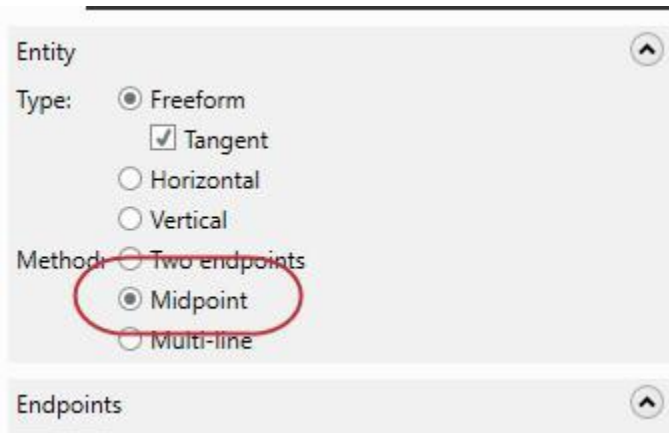 Entity
Type: Freeform
Tangent
Horizontal
Vertical
Method: Two endpoints
Midpoint
Multi-line
Endpoints